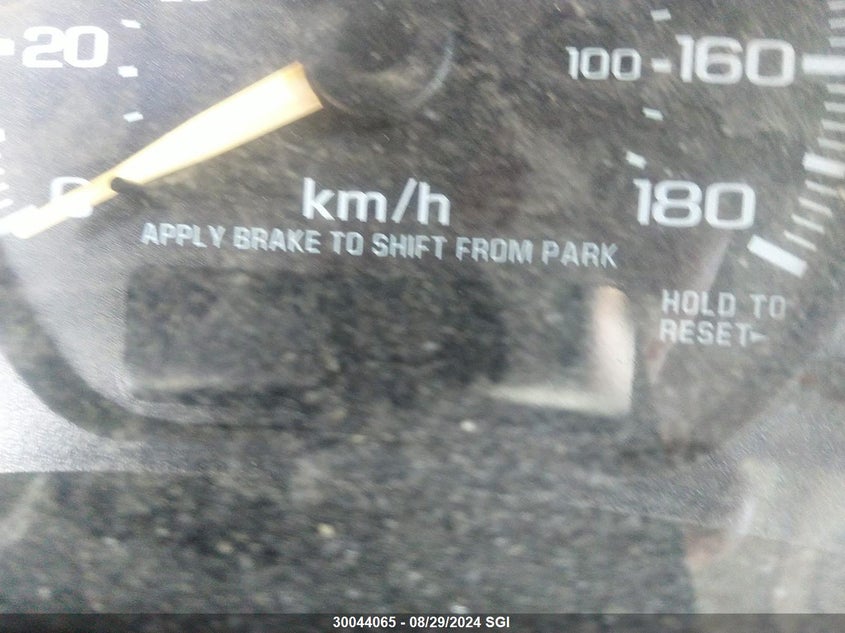 20
100 160
0
km/h
180
APPLY BRAKE TO SHIFT FROM PARK
HOLD TO
RESET
30044065 - 08/29/2024 SGI